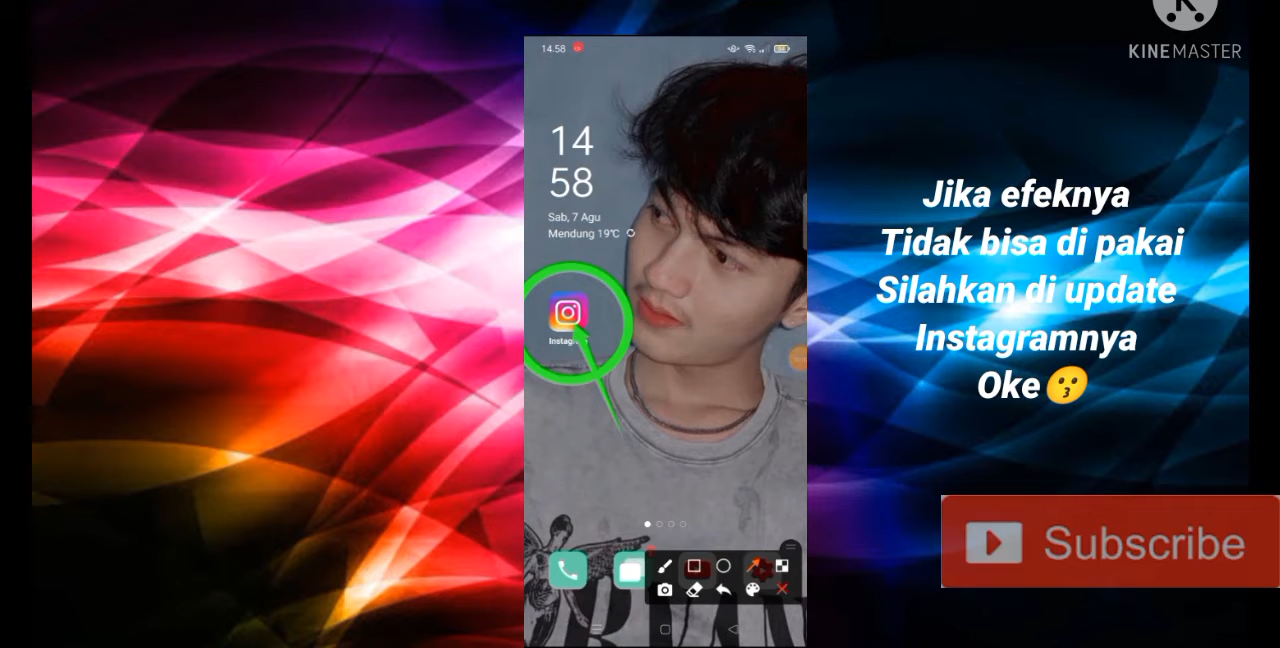 KINEMASTER
14.58
14
58
Sab, 7 Agu
Mendung 19°C
Jika efeknya
Tidak bisa di pakai
Silahkan di update
Instagramnya
Oke😗
Subscribe